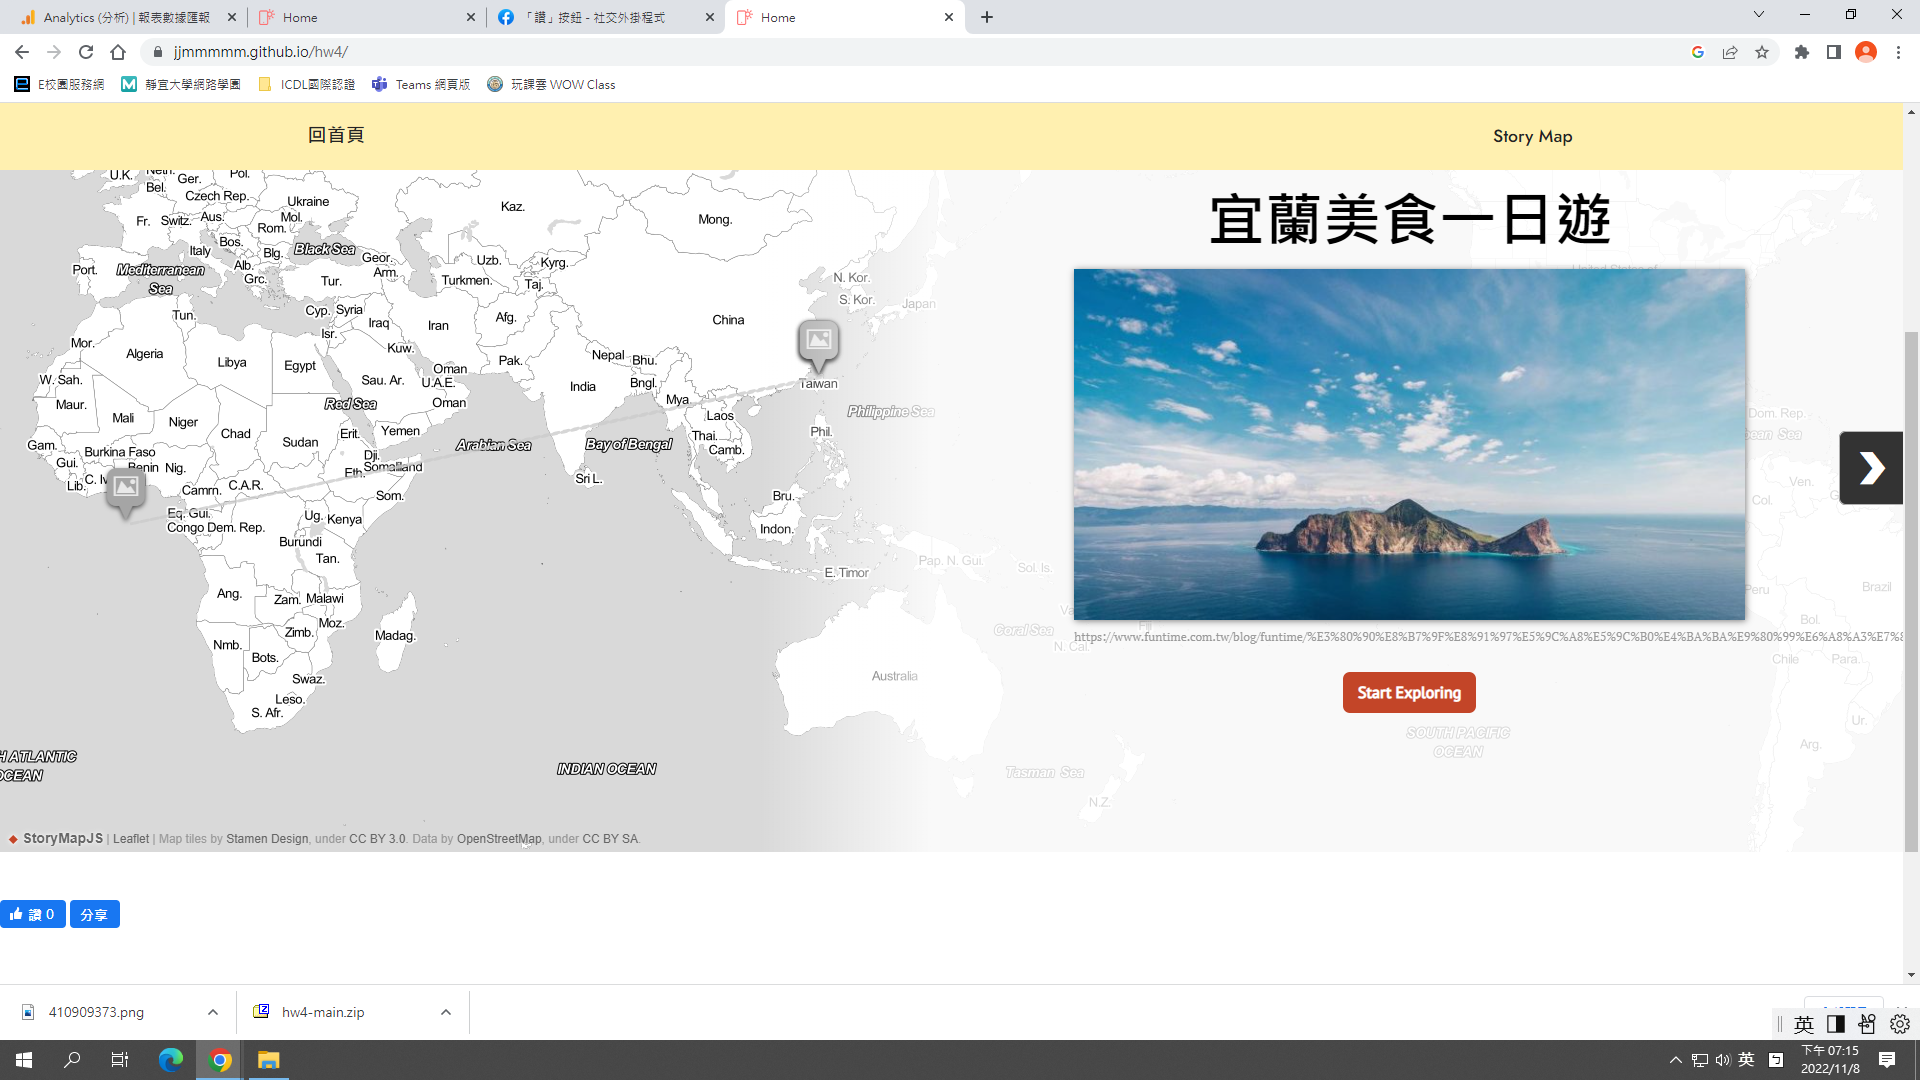 Analytics (分析) | 報表數據匯報
Home
「讚」按鈕 - 社交外掛程式
Home
jjmmmmm.github.io/hw4/
E校園服務網
靜宜大學網路學園
ICDL國際認證
Teams 網頁版
玩課雲 WOW Class
回首頁
Story Map
宜蘭美食一日遊
https://www.funtime.com.tw/blog/funtime/%E3%80%90%E8%B7%9F%E8%91%97%E5%9C%A8%E5%9C%B0%E4%BA%BA%E9%80%99%E6%A8%A3%E7%8
Start Exploring
U.K.
Ger.
Pol.
Bel.
Czech Rep.
Ukraine
Kaz.
Mong.
Fr.
Switz.
Aus.
Mol.
Rom.
Bos.
Italy
Blg.
Black Sea
Geor.
Uzb.
Kyrg.
Port.
Mediterranean
Sea
Alb.
Grc.
Tur.
Arm.
Turkmen.
Taj.
N. Kor.
S. Kor.
Japan
Tun.
Cyp.
Syria
Iraq
Iran
Afg.
China
Isr.
Mor.
Algeria
Libya
Egypt
Kuw.
Pak.
Nepal
Bhu.
W. Sah.
Sau. Ar.
Oman
U.A.E.
India
Bngl.
Taiwan
Maur.
Mali
Niger
Red Sea
Oman
Mya.
Laos
Philippine Sea
Chad
Sudan
Erit.
Yemen
Arabian Sea
Bay of Bengal
Thai.
Camb.
Phil.
Gam.
Burkina Faso
Gui.
Benin
Nig.
Dji.
Somaliland
Eth.
Lib.
C. Iv
Camrn.
C.A.R.
Som.
Sri L.
Bru.
Eq. Gui.
Ug.
Kenya
Congo Dem. Rep.
Indon.
Burundi
Tan.
E. Timor
Pap. N. Gui.
Sol. Is.
Ang.
Zam.
Malawi
Moz.
Zimb.
Madag.
Coral Sea
Fiji
N. Cal.
Nmb.
Bots.
Swaz.
Australia
Leso.
S. Afr.
H ATLANTIC
OCEAN
INDIAN OCEAN
Tasman Sea
N.Z.
SOUTH PACIFIC
OCEAN
United States of
Dom. Rep.
bean Sea
Ven.
Col.
Peru
Brazil
Bol.
Chile
Para.
Ur.
Arg.
StoryMapJS | Leaflet | Map tiles by Stamen Design, under CC BY 3.0. Data by OpenStreetMap, under CC BY SA.
讚 0
分享
410909373.png
hw4-main.zip
英
英
下午 07:15
2022/11/8